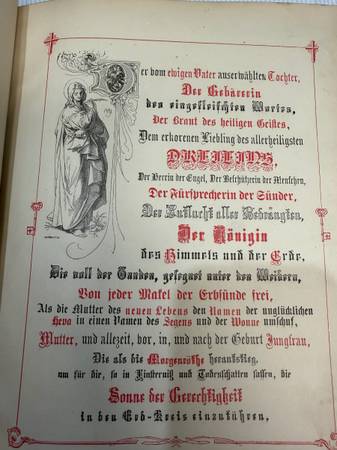 Der vom ewigen Vater auserwählten Tochter,
Der Gebärerin
des eingefleischten Wortes,
Der Braut des heiligen Geistes,
Dem erkorenen Liebling des allerheiligsten
DREIEINS,
Der Herrin der Engel, Der Beschützerin der Menschen,
Der Fürsprecherin der Sünder,
Der Zuflucht aller Bedrängten,
Der Königin
des Himmels und der Erde,
Die voll der Gnaden, gesegnet unter den Weibern,
Von jeder Makel der Erbsünde frei,
Als die Mutter des neuen Lebens den Namen der unglücklichen
Heva in einen Namen des Segens und der Wonne umschuf,
Mutter, und allezeit, vor, in, und nach der Geburt Jungfrau,
Die als die Morgenröthe heraufstieg,
um für die, so in Finsterniß und Todesschatten saßen, die
Sonne der Gerechtigkeit
in den Erd-Kreis einzuführen,